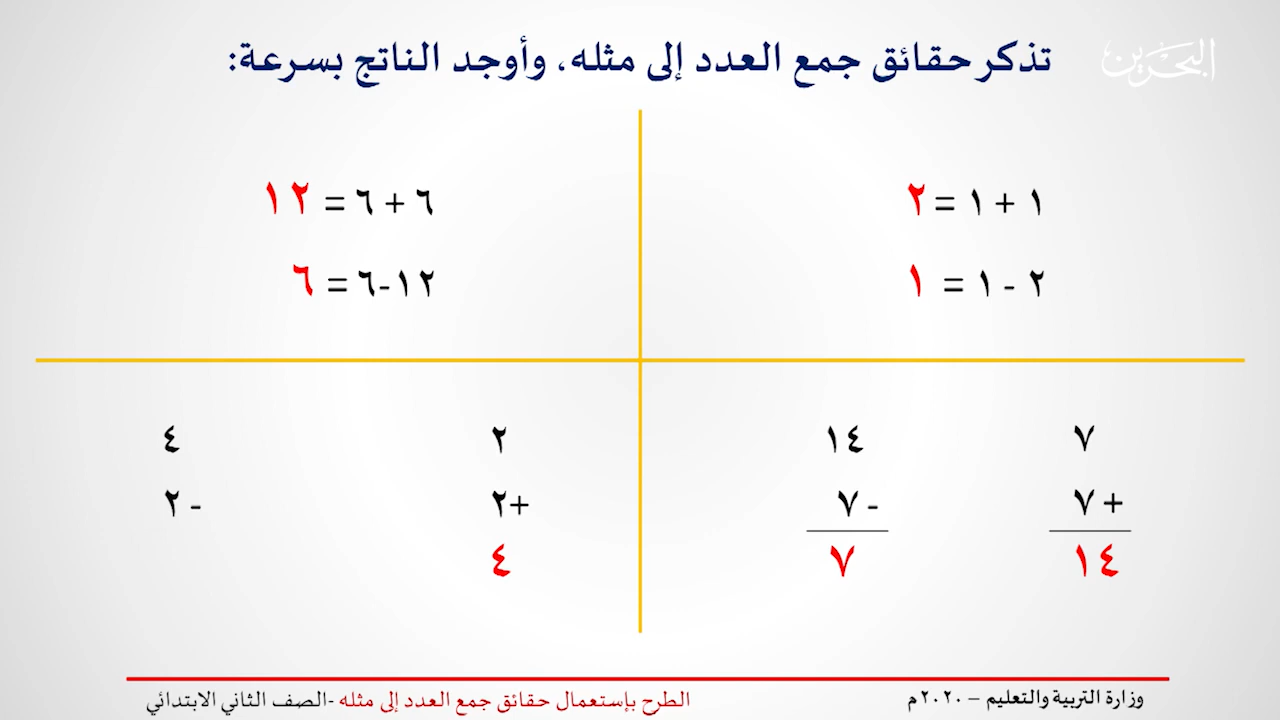 البحرين
تذكر حقائق جمع العدد إلى مثله، وأوجد الناتج بسرعة:
١ + ١ = ٢
٢ - ١ = ١
٦ + ٦ = ١٢
١٢-٦ = ٦
٧
+ ٧
١٤
١٤
- ٧
٧
٢
+٢
٤
٤
- ٢
وزارة التربية والتعليم – ٢٠٢٠م
الطرح بإستعمال حقائق جمع العدد إلى مثله -الصف الثاني الابتدائي